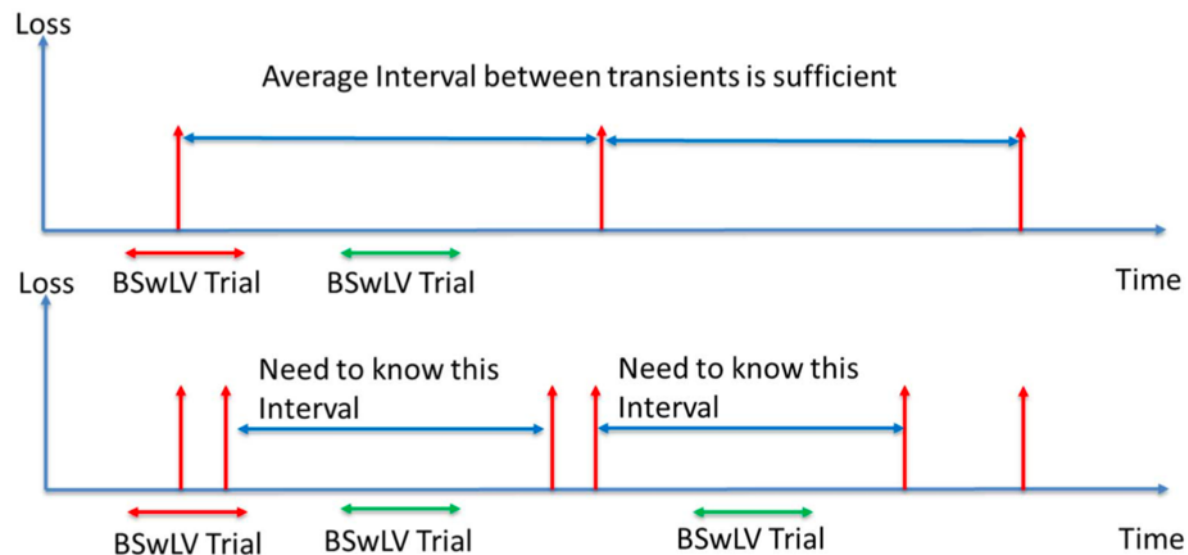 Loss
Average Interval between transients is sufficient
BSwLV Trial
BSwLV Trial
Time
Loss
Need to know this
Interval
Need to know this
Interval
BSwLV Trial
BSwLV Trial
BSwLV Trial
Time